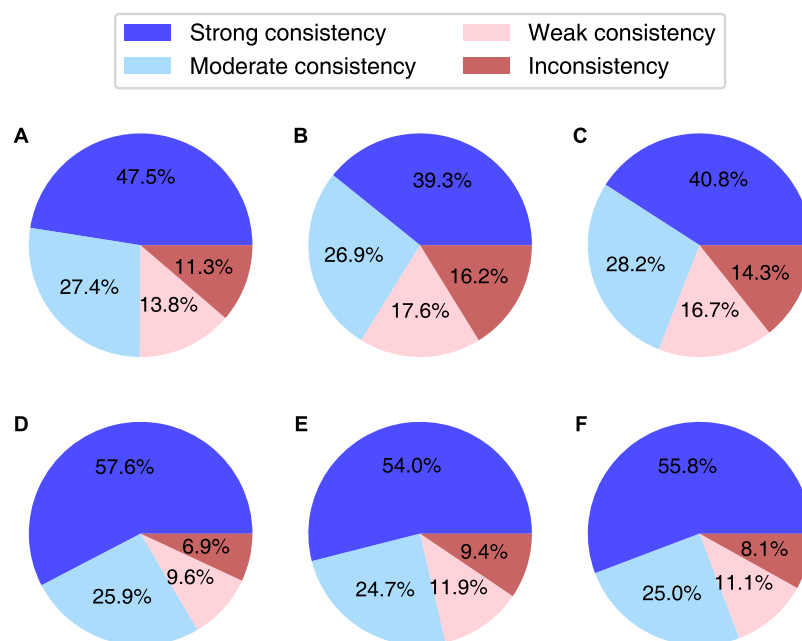 Strong consistency Weak consistency
Moderate consistency Inconsistency
A B C
47.5% 39.3% 40.8%
27.4% 11.3% 26.9% 16.2% 28.2% 14.3%
13.8% 17.6% 16.7%
D E F
57.6% 54.0% 55.8%
6.9% 9.4% 8.1%
25.9% 9.6% 24.7% 11.9% 25.0% 11.1%